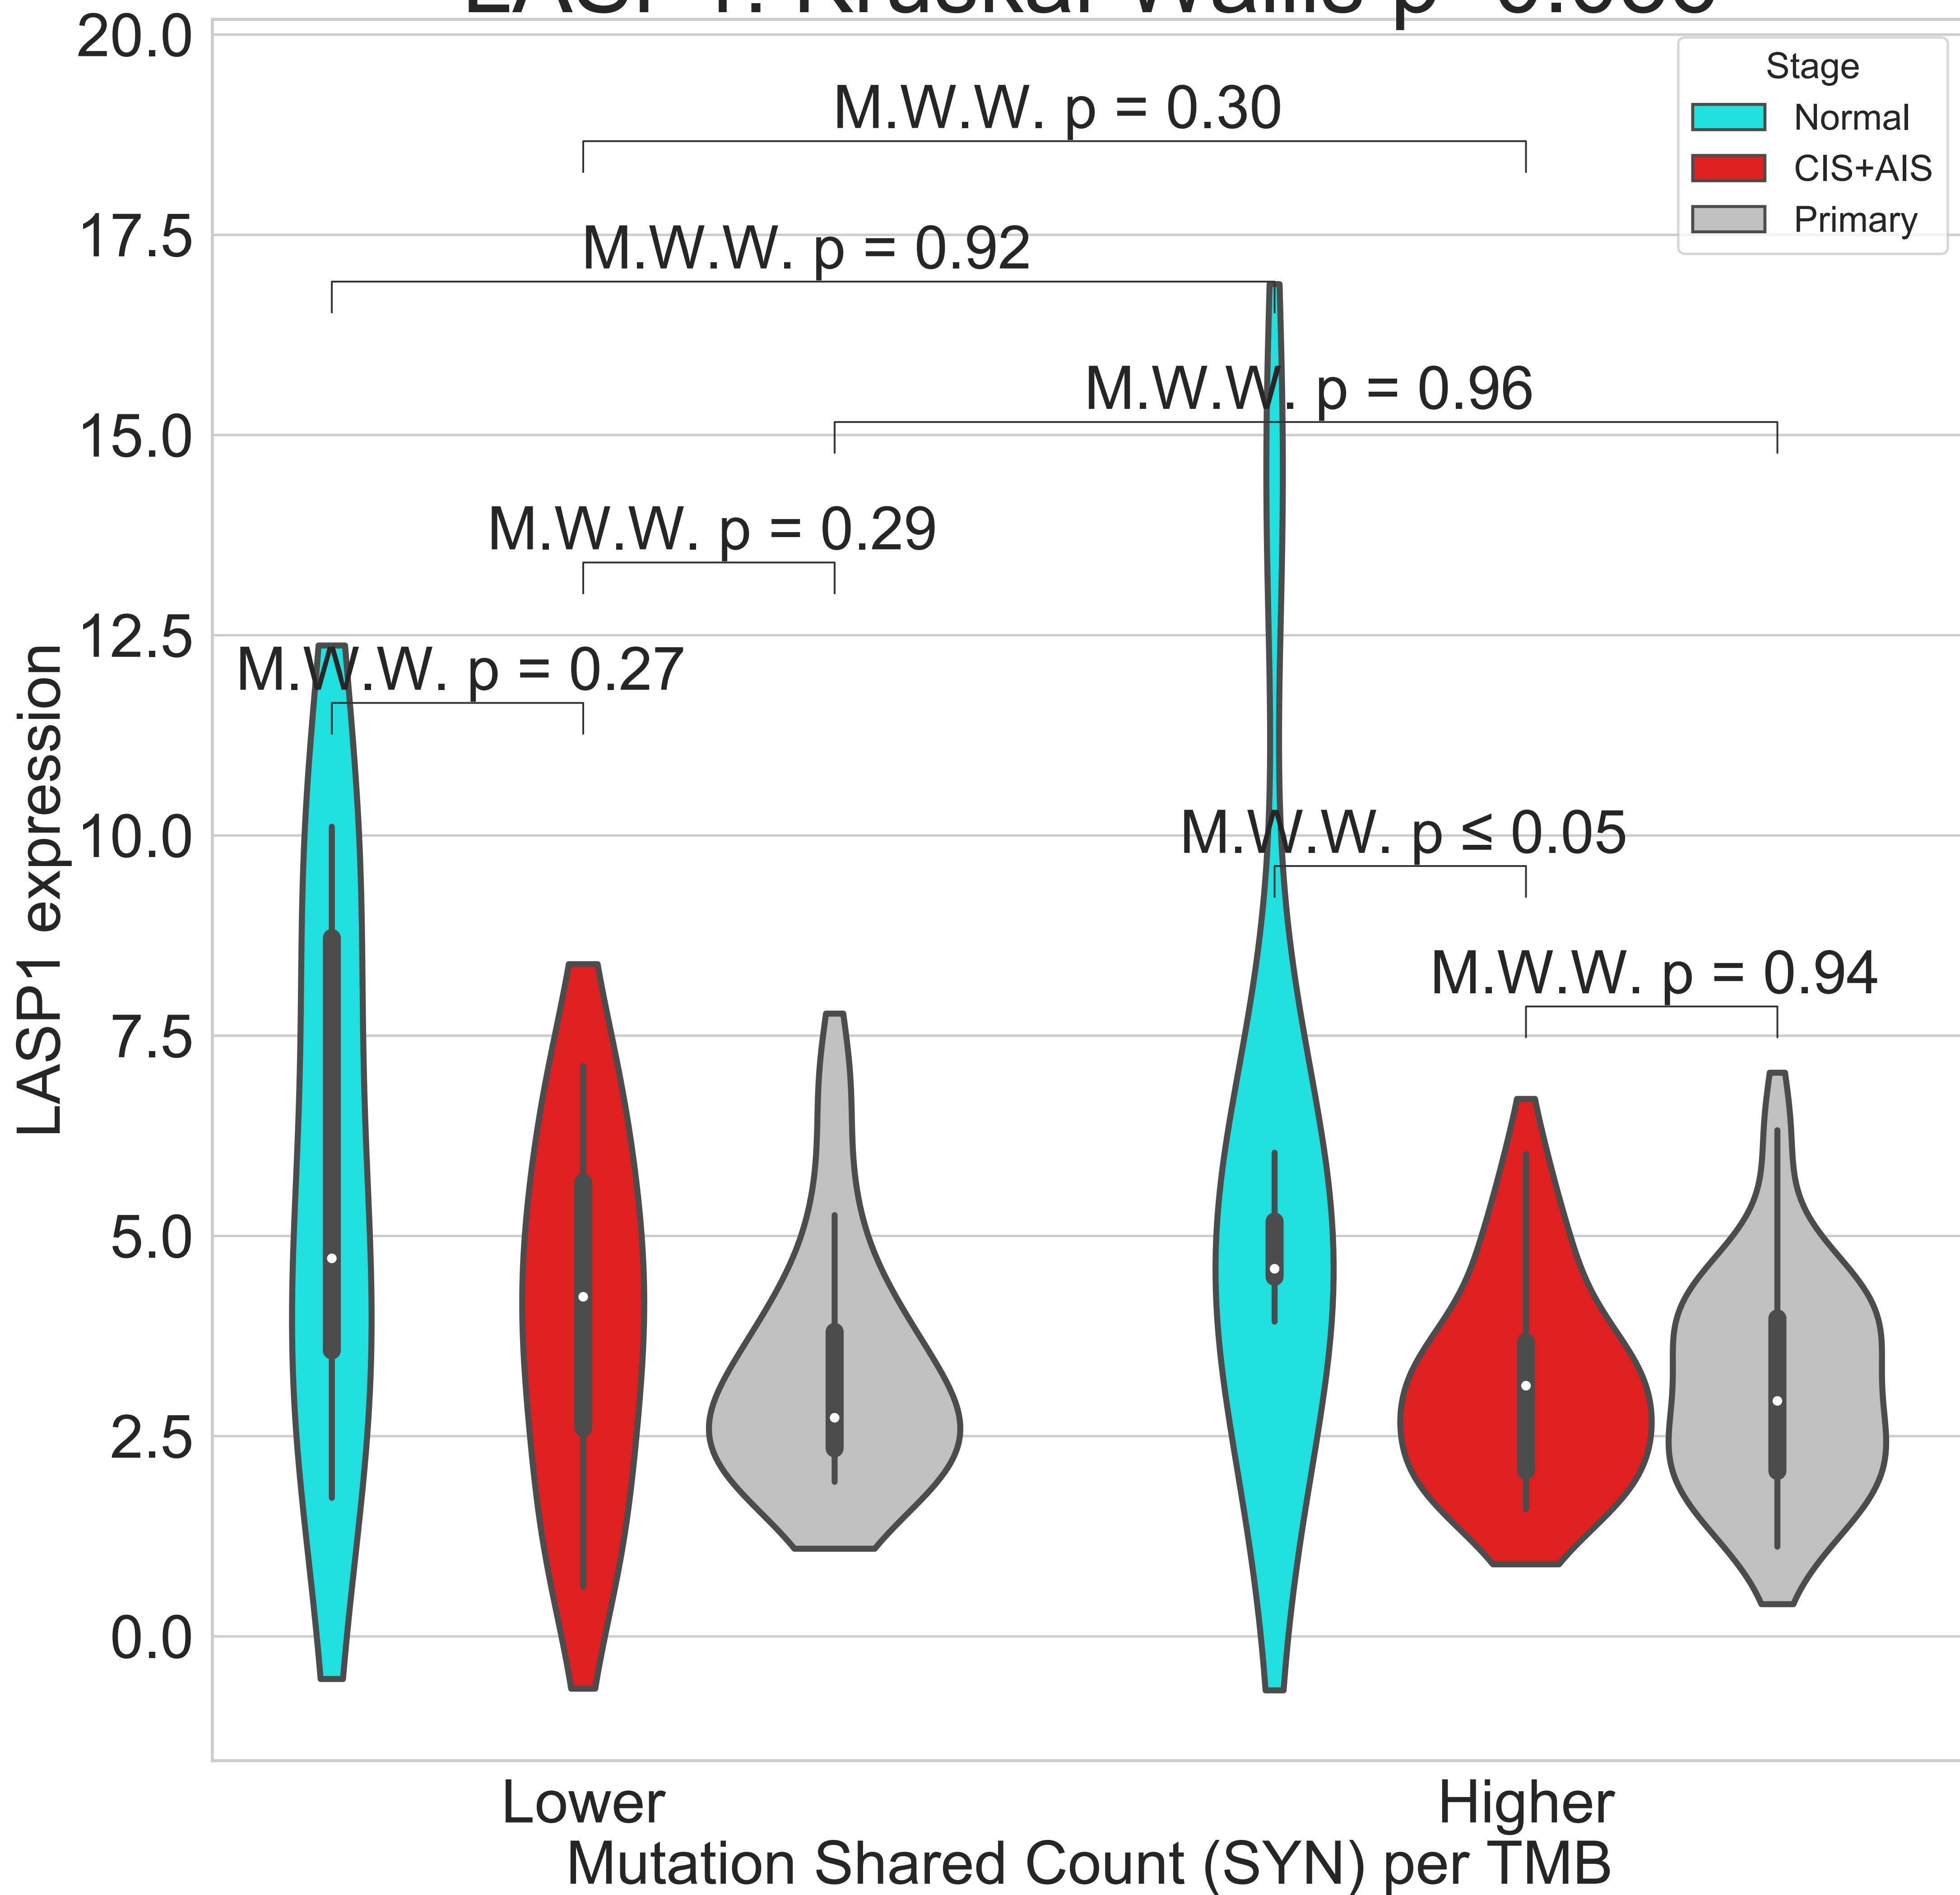 20.0
17.5
15.0
12.5
10.0
7.5
5.0
2.5
0.0
LASP1 expression
M.W.W. p = 0.30
M.W.W. p = 0.92
M.W.W. p = 0.96
M.W.W. p = 0.29
M.W.W. p = 0.27
M.W.W. p ≤ 0.05
M.W.W. p = 0.94
Stage
Normal
CIS+AIS
Primary
Lower
Higher
Mutation Shared Count (SYN) per TMB